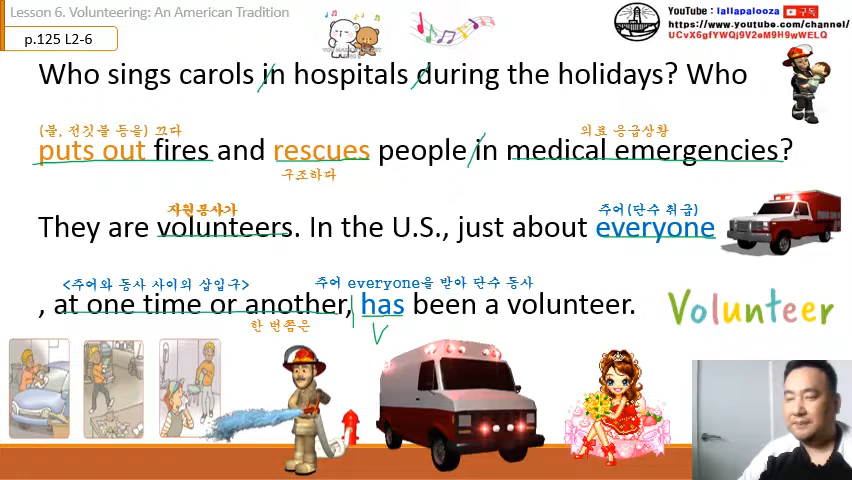 Lesson 6. Volunteering: An American Tradition
YouTube : lallapalooza 구독
https://www.youtube.com/channel/
UCvX6gfYWQj9V2eM9H9wWELQ
p.125 L2-6
Who sings carols in hospitals during the holidays? Who
(불, 전깃불 등을) 끄다
의료 응급상황
puts out fires and rescues people in medical emergencies?
구조하다
자원봉사가
주어(단수 취급)
They are volunteers. In the U.S., just about everyone
<주어와 동사 사이의 삽입구>
주어 everyone을 받아 단수 동사
, at one time or another, has been a volunteer.
한 번쯤은
Volunteer